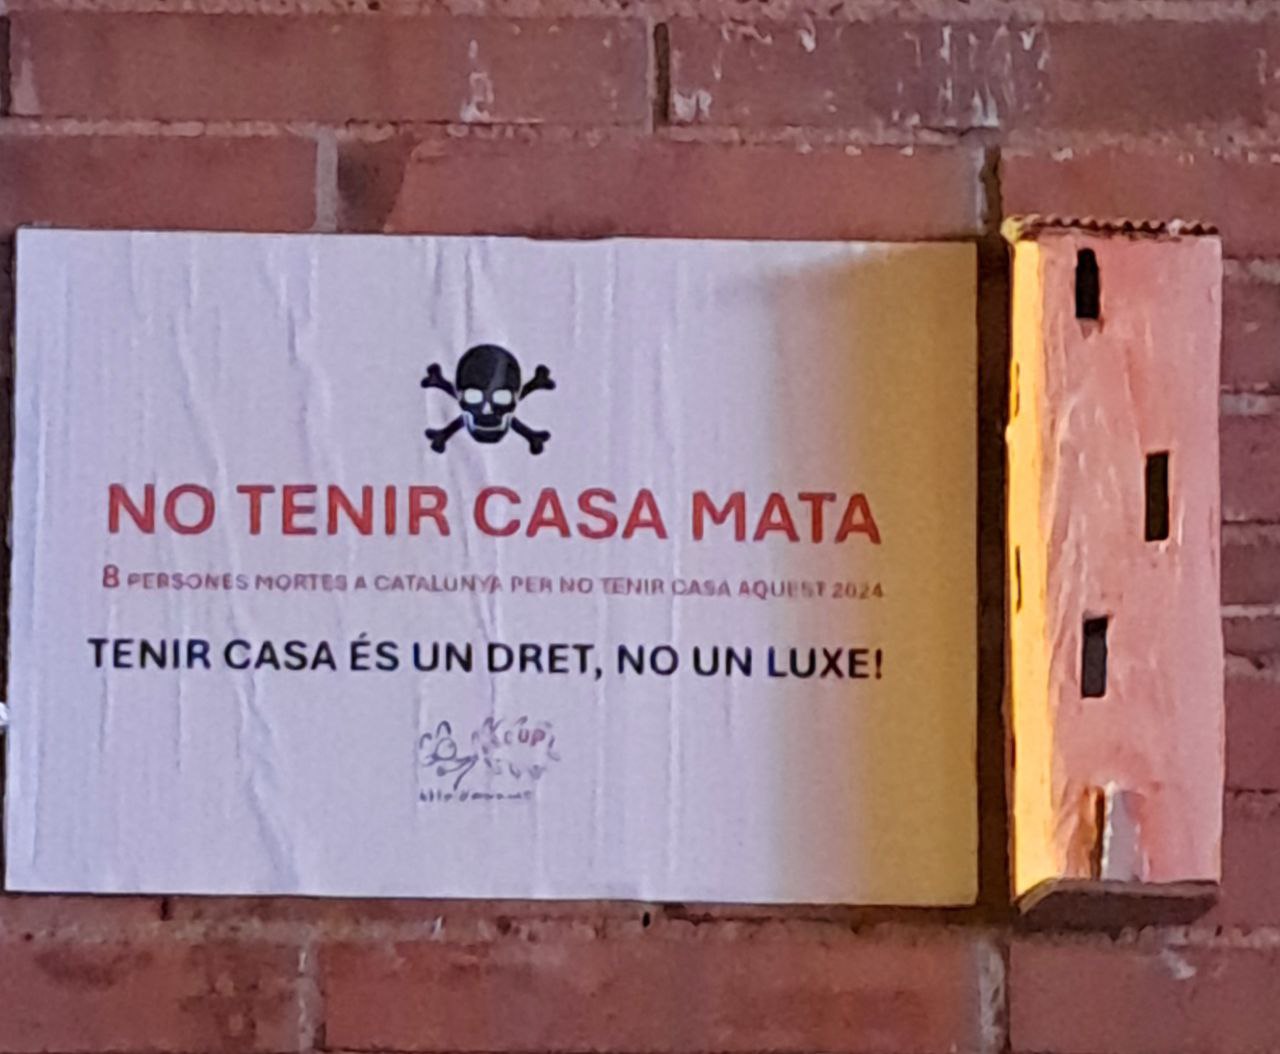 NO TENIR CASA MATA
8 PERSONES MORTES A CATALUNYA PER NO TENIR CASA AQUEST 2024
TENIR CASA ÉS UN DRET, NO UN LUXE!
CUP